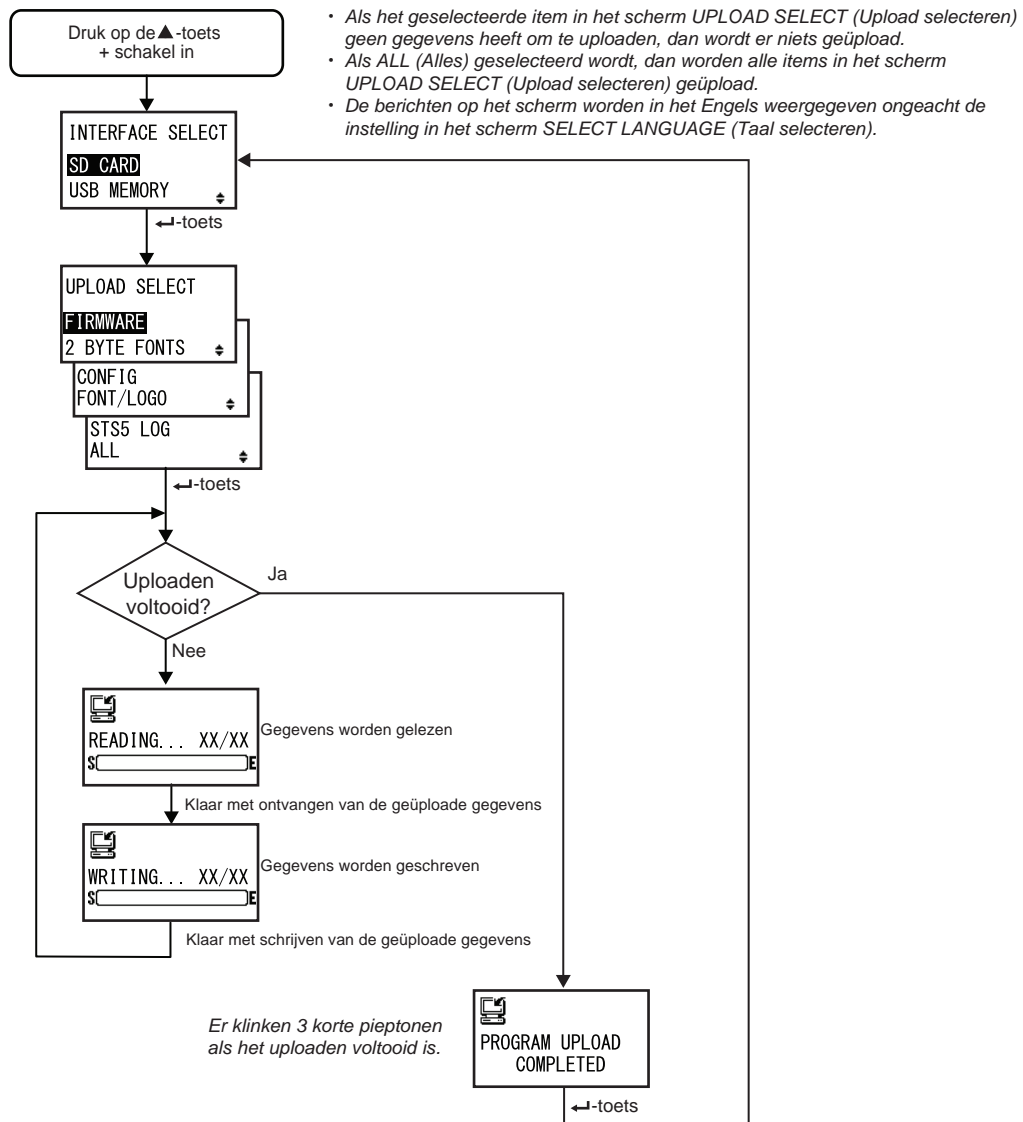 Druk op de▲-toets
+ schakel in
・ Als het geselecteerde item in het scherm UPLOAD SELECT (Upload selecteren)
geen gegevens heeft om te uploaden, dan wordt er niets geüpload.
・ Als ALL (Alles) geselecteerd wordt, dan worden alle items in het scherm
UPLOAD SELECT (Upload selecteren) geüpload.
・ De berichten op het scherm worden in het Engels weergegeven ongeacht de
instelling in het scherm SELECT LANGUAGE (Taal selecteren).
INTERFACE SELECT
SD CARD
USB MEMORY
↵-toets
UPLOAD SELECT
FIRMWARE
2 BYTE FONTS
CONFIG
FONT/LOGO
STS5 LOG
ALL
↵-toets
Uploaden
voltooid?
Ja
Nee
READING... XX/XX
S E
Gegevens worden gelezen
Klaar met ontvangen van de geüploade gegevens
WRITING... XX/XX
S E
Gegevens worden geschreven
Klaar met schrijven van de geüploade gegevens
Er klinken 3 korte pieptonen
als het uploaden voltooid is.
PROGRAM UPLOAD
COMPLETED
↵-toets